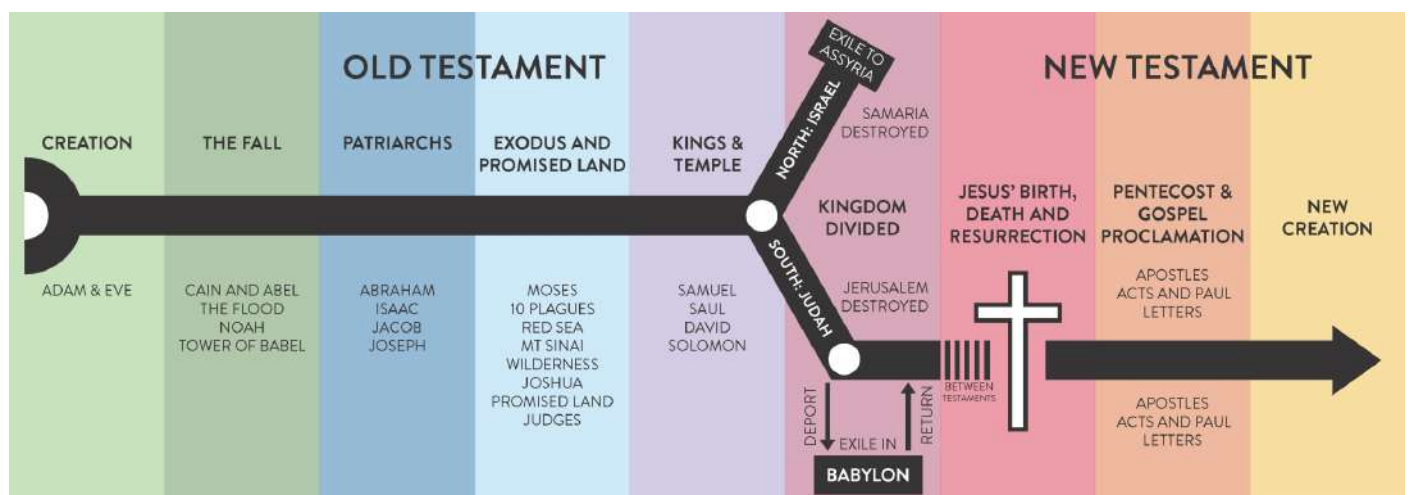 OLD TESTAMENT
NEW TESTAMENT
CREATION
ADAM & EVE
THE FALL
CAIN AND ABEL
THE FLOOD
NOAH
TOWER OF BABEL
PATRIARCHS
ABRAHAM
ISAAC
JACOB
JOSEPH
EXODUS AND
PROMISED LAND
MOSES
10 PLAGUES
RED SEA
MT SINAI
WILDERNESS
JOSHUA
PROMISED LAND
JUDGES
KINGS &
TEMPLE
SAMUEL
SAUL
DAVID
SOLOMON
EXILE TO
ASSYRIA
NORTH: ISRAEL
SAMARIA
DESTROYED
KINGDOM
DIVIDED
SOUTH: JUDAH
JERUSALEM
DESTROYED
DEPORT
EXILE IN
RETURN
BABYLON
JESUS' BIRTH,
DEATH AND
RESURRECTION
BETWEEN
TESTAMENTS
PENTECOST &
GOSPEL
PROCLAMATION
APOSTLES
ACTS AND PAUL
LETTERS
APOSTLES
ACTS AND PAUL
LETTERS
NEW
CREATION